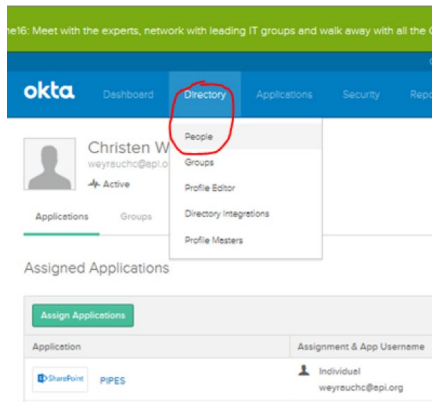 ne16: Meet with the experts, network with leading IT groups and walk away with all the
okta Dashboard Directory Applications Security Repo
Christen W
weyrauchc@epi.o
Active
People
Groups
Profile Editor
Directory Integrations
Profile Masters
Applications Groups
Assigned Applications
Assign Applications
Application Assignment & App Username
SharePoint PIPES Individual
weyrauchc@epi.org